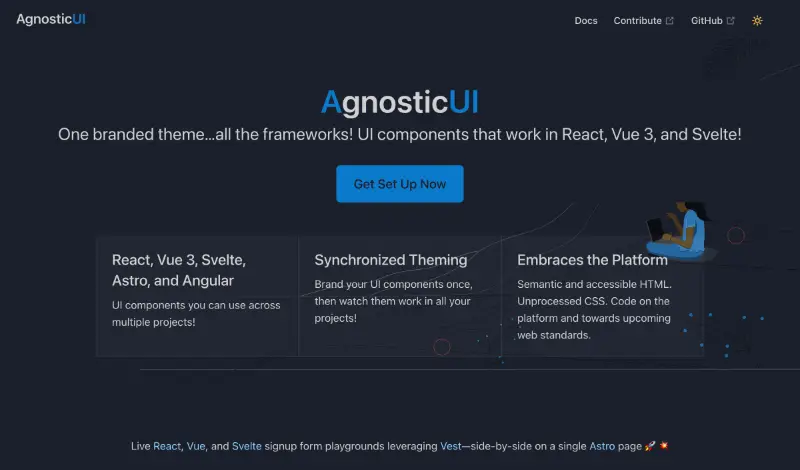 AgnosticUI
Docs Contribute GitHub
AgnosticUI
One branded theme...all the frameworks! UI components that work in React, Vue 3, and Svelte!
Get Set Up Now
React, Vue 3, Svelte,
Astro, and Angular
UI components you can use across
multiple projects!
Synchronized Theming
Brand your UI components once,
then watch them work in all your
projects!
Embraces the Platform
Semantic and accessible HTML.
Unprocessed CSS. Code on the
platform and towards upcoming
web standards.
Live React, Vue, and Svelte signup form playgrounds leveraging Vest—side-by-side on a single Astro page 🚀 💥